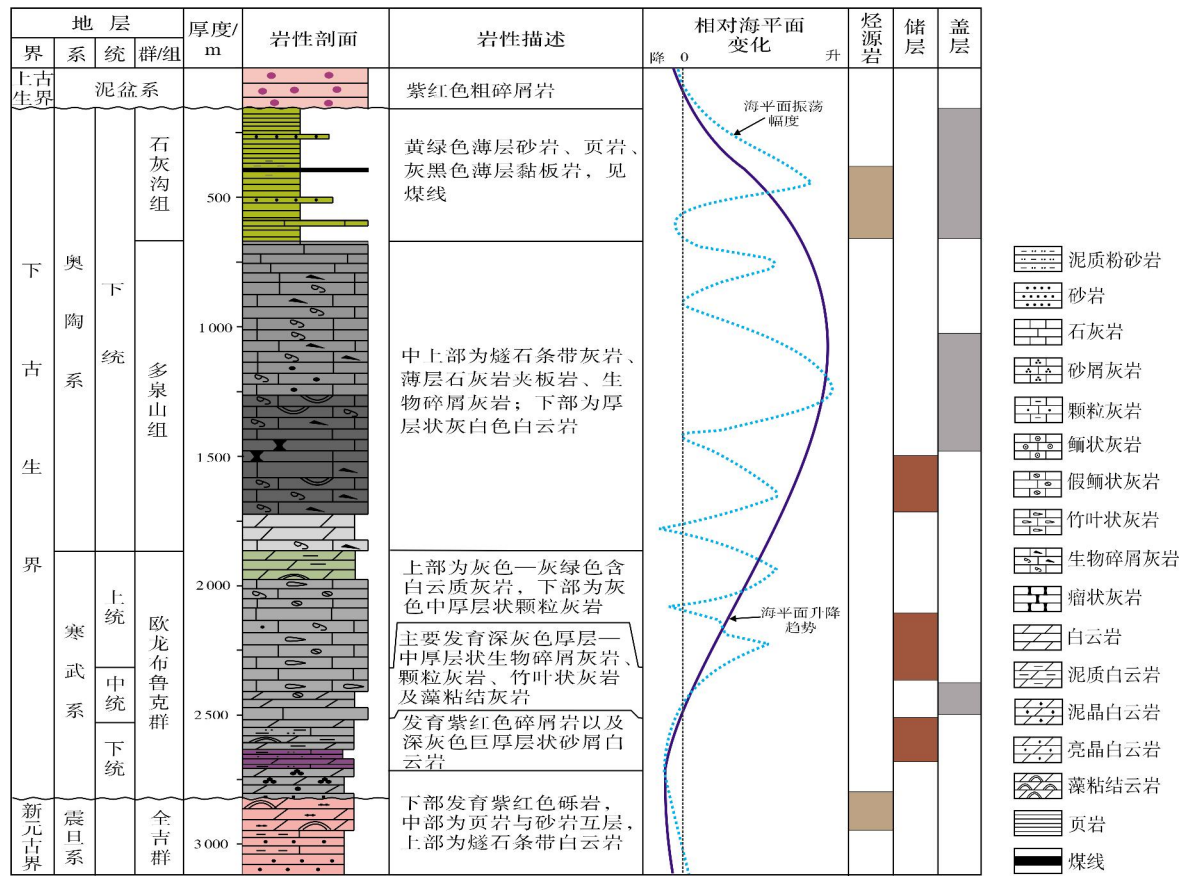 地 层
厚度/
m
岩性剖面
岩性描述
相对海平面
变化
降 0 升
烃源岩
储层
盖层
界 系 统 群/组
上古
生界
泥盆系
紫红色粗碎屑岩
海平面振荡
幅度
下古生界
奥陶系
下统
石灰沟组
黄绿色薄层砂岩、页岩、
灰黑色薄层黏板岩，见
煤线
500
多泉山组
1 000
中上部为燧石条带灰岩、
薄层石灰岩夹板岩、生
物碎屑灰岩；下部为厚
层状灰白色白云岩
1 500
寒武系
上统
中统
下统
欧龙布鲁克群
2 000
上部为灰色—灰绿色含
白云质灰岩，下部为灰
色中厚层状颗粒灰岩
海平面升降
趋势
主要发育深灰色厚层—
中厚层状生物碎屑灰岩、
颗粒灰岩、竹叶状灰岩
及藻粘结灰岩
2 500
发育紫红色碎屑岩以及
深灰色巨厚层状砂屑白
云岩
新元古界
震旦系
全吉群
下部发育紫红色砾岩，
中部为页岩与砂岩互层，
上部为燧石条带白云岩
3 000
泥质粉砂岩
砂岩
石灰岩
砂屑灰岩
颗粒灰岩
鲕状灰岩
假鲕状灰岩
竹叶状灰岩
生物碎屑灰岩
瘤状灰岩
白云岩
泥质白云岩
泥晶白云岩
亮晶白云岩
藻粘结云岩
页岩
煤线